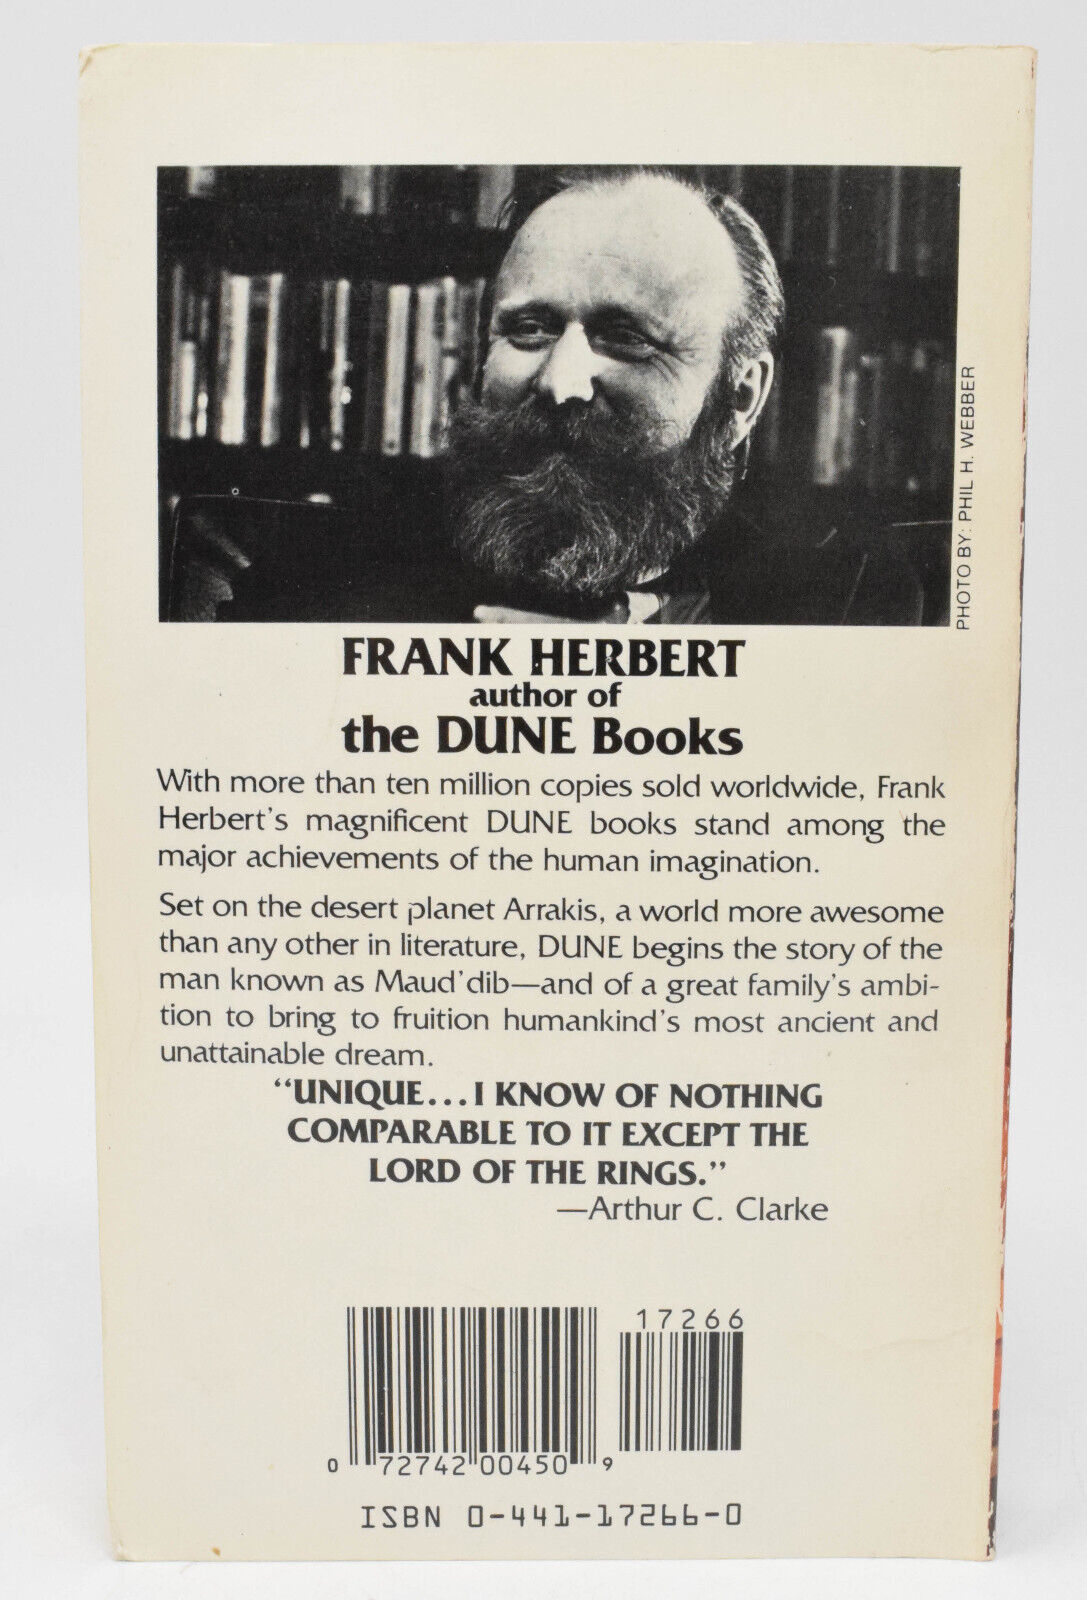 PHOTO BY: PHIL H. WEBBER
FRANK HERBERT
author of
the DUNE Books
With more than ten million copies sold worldwide, Frank
Herbert's magnificent DUNE books stand among the
major achievements of the human imagination.
Set on the desert planet Arrakis, a world more awesome
than any other in literature, DUNE begins the story of the
man known as Maud'dib—and of a great family's ambi-
tion to bring to fruition humankind's most ancient and
unattainable dream.
"UNIQUE...I KNOW OF NOTHING
COMPARABLE TO IT EXCEPT THE
LORD OF THE RINGS."
—Arthur C. Clarke
17266
0 72742 00450 9
ISBN 0-441-17266-0